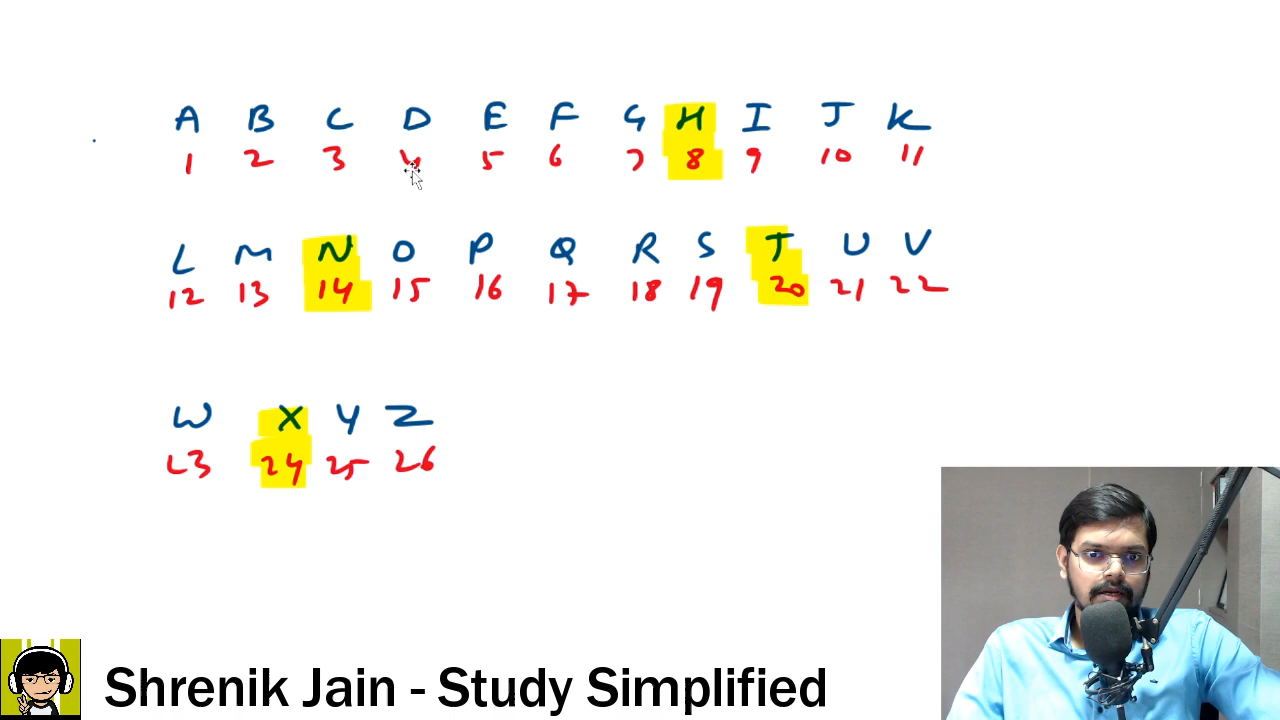 A B C D E F G H I J K
1 2 3 4 5 6 7 8 9 10 11
L M N O P Q R S T U V
12 13 14 15 16 17 18 19 20 21 22
W X Y Z
23 24 25 26
Shrenik Jain - Study Simplified